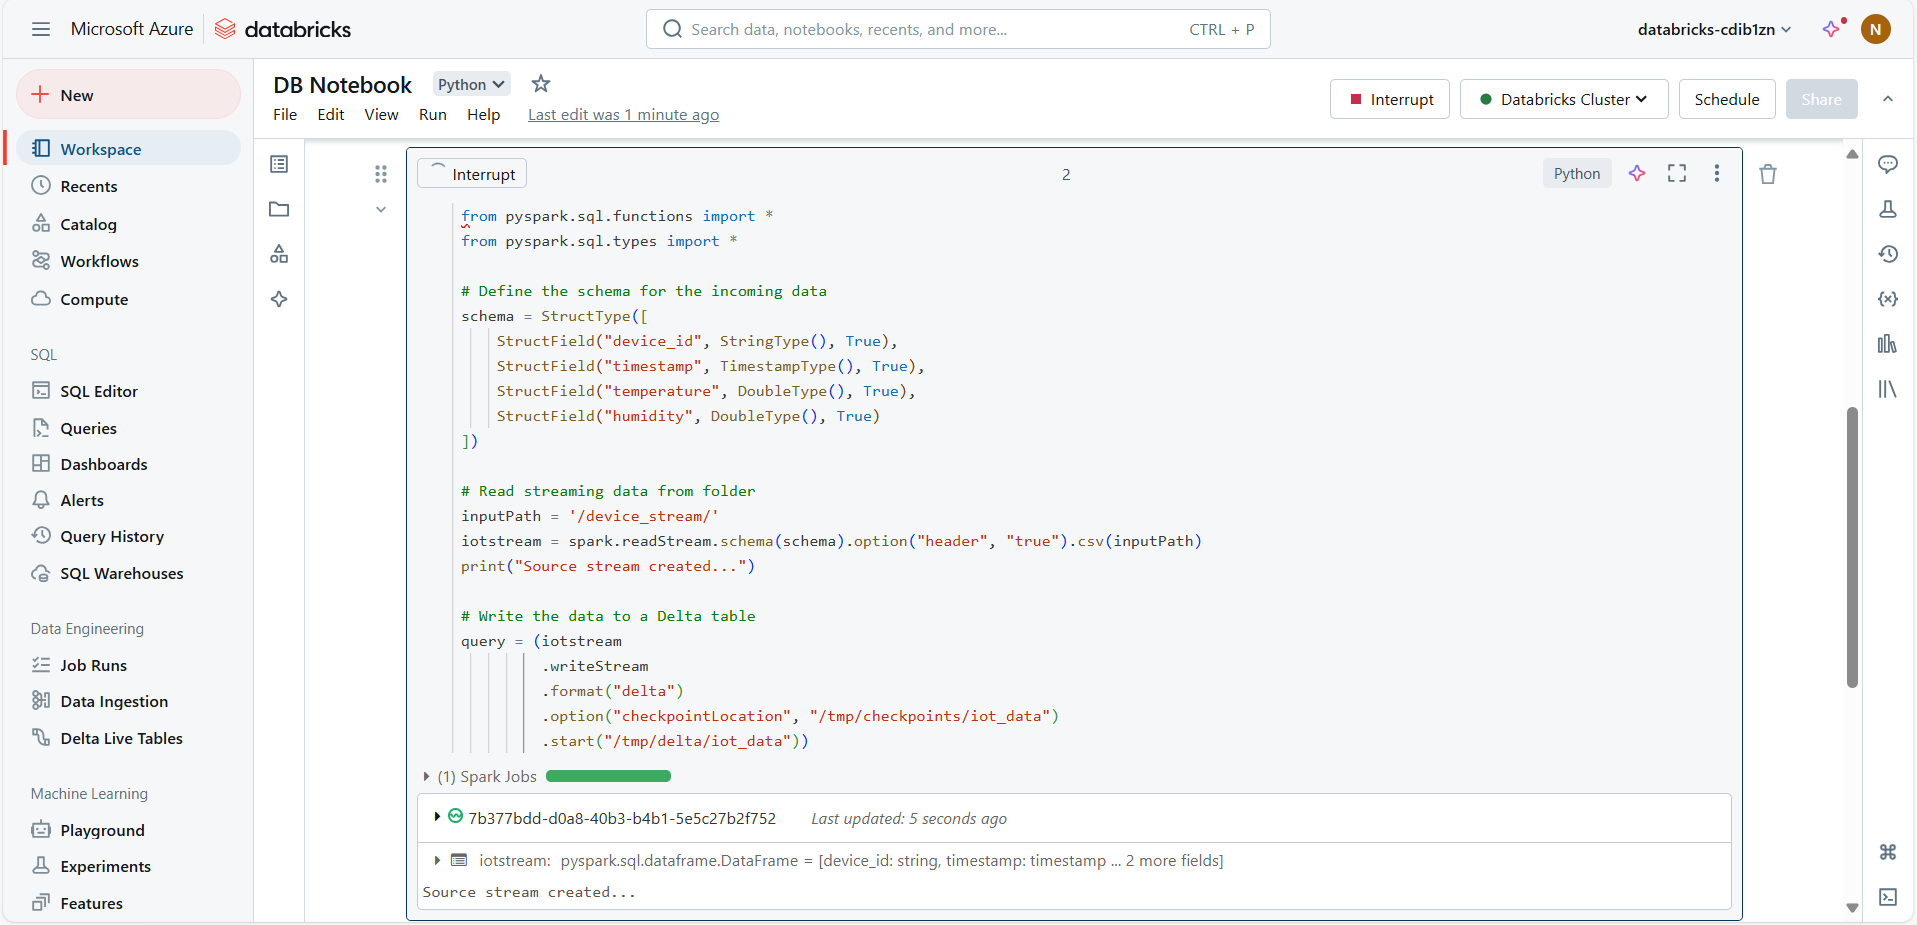 Microsoft Azure databricks
Search data, notebooks, recents, and more... CTRL + P
databricks-cdib1zn N
New
Workspace
Recents
Catalog
Workflows
Compute
SQL
SQL Editor
Queries
Dashboards
Alerts
Query History
SQL Warehouses
Data Engineering
Job Runs
Data Ingestion
Delta Live Tables
Machine Learning
Playground
Experiments
Features
DB Notebook Python
File Edit View Run Help Last edit was 1 minute ago
Interrupt Databricks Cluster Schedule Share
Interrupt 2 Python
from pyspark.sql.functions import *
from pyspark.sql.types import *
# Define the schema for the incoming data
schema = StructType([
StructField("device_id", StringType(), True),
StructField("timestamp", TimestampType(), True),
StructField("temperature", DoubleType(), True),
StructField("humidity", DoubleType(), True)
])
# Read streaming data from folder
inputPath = '/device_stream/'
iotstream = spark.readStream.schema(schema).option("header", "true").csv(inputPath)
print("Source stream created...")
# Write the data to a Delta table
query = (iotstream
.writeStream
.format("delta")
.option("checkpointLocation", "/tmp/checkpoints/iot_data")
.start("/tmp/delta/iot_data"))
(1) Spark Jobs
7b377bdd-d0a8-40b3-b4b1-5e5c27b2f752 Last updated: 5 seconds ago
iotstream: pyspark.sql.dataframe.DataFrame = [device_id: string, timestamp: timestamp ... 2 more fields]
Source stream created...